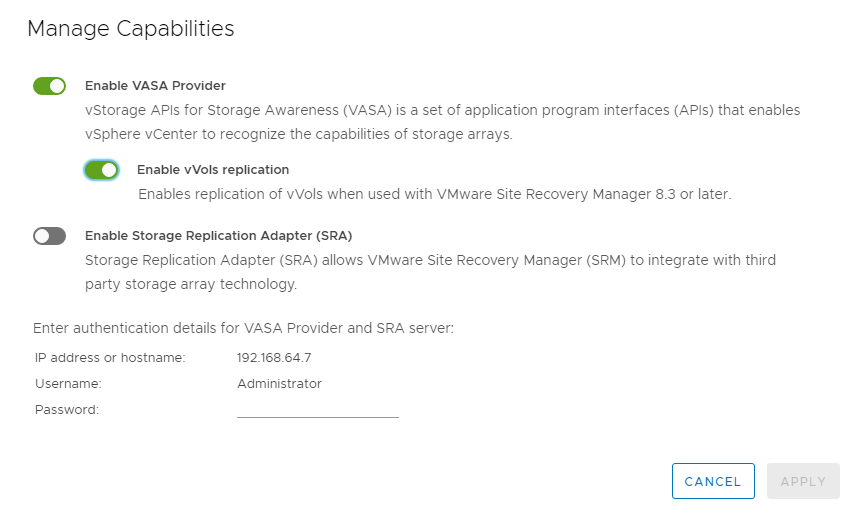 Manage Capabilities
Enable VASA Provider
vStorage APIs for Storage Awareness (VASA) is a set of application program interfaces (APIs) that enables
vSphere vCenter to recognize the capabilities of storage arrays.
Enable vVols replication
Enables replication of vVols when used with VMware Site Recovery Manager 8.3 or later.
Enable Storage Replication Adapter (SRA)
Storage Replication Adapter (SRA) allows VMware Site Recovery Manager (SRM) to integrate with third
party storage array technology.
Enter authentication details for VASA Provider and SRA server:
IP address or hostname: 192.168.64.7
Username: Administrator
Password:
CANCEL APPLY